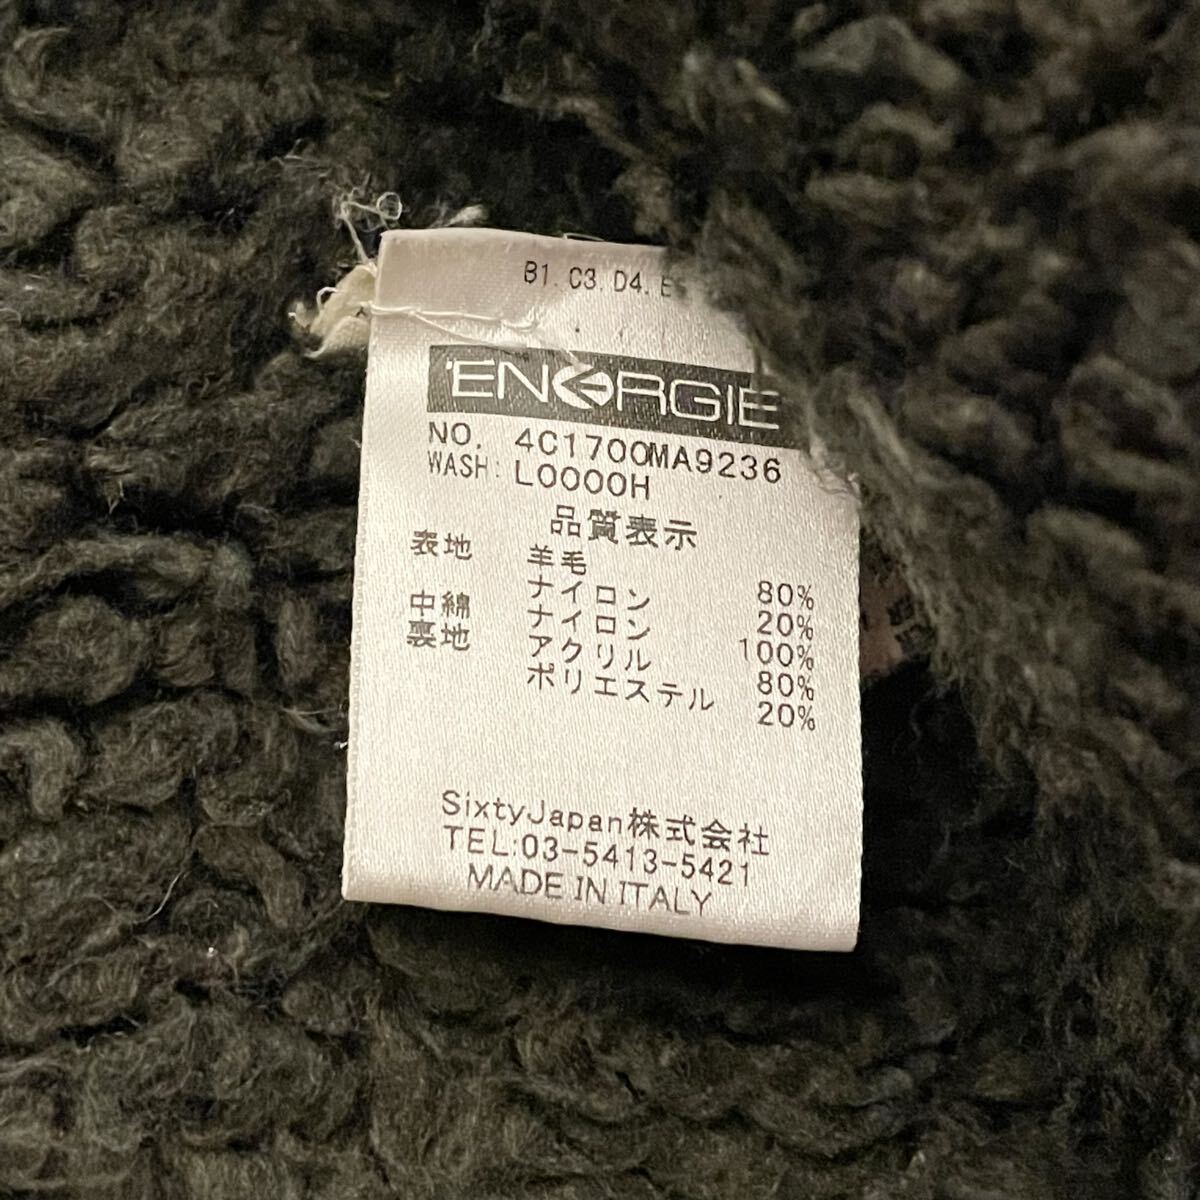 B1. C3. D4. E
ENERGIE
NO. 4C1700MA9236
WASH: L0000H
品質表示
表地 羊毛 80%
ナイロン 20%
中綿 ナイロン 100%
裏地 アクリル 80%
ポリエステル 20%
SixtyJapan株式会社
TEL:03-5413-5421
MADE IN ITALY